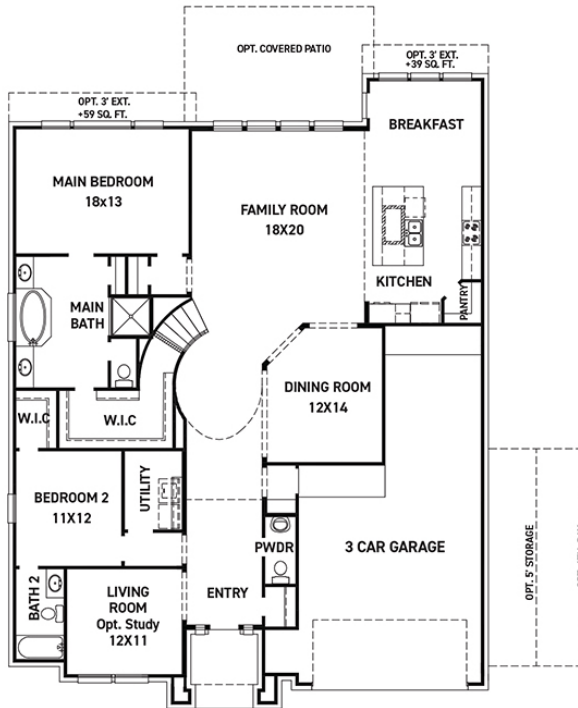 OPT. COVERED PATIO
OPT. 3' EXT.
+39 SQ. FT.
OPT. 3' EXT.
+59 SQ. FT.
BREAKFAST
MAIN BEDROOM
18x13
FAMILY ROOM
18X20
KITCHEN
PANTRY
MAIN
BATH
DINING ROOM
12X14
W.I.C
W.I.C
BEDROOM 2
11X12
UTILITY
PWDR
3 CAR GARAGE
OPT. 5' STORAGE
BATH 2
LIVING
ROOM
Opt. Study
12X11
ENTRY